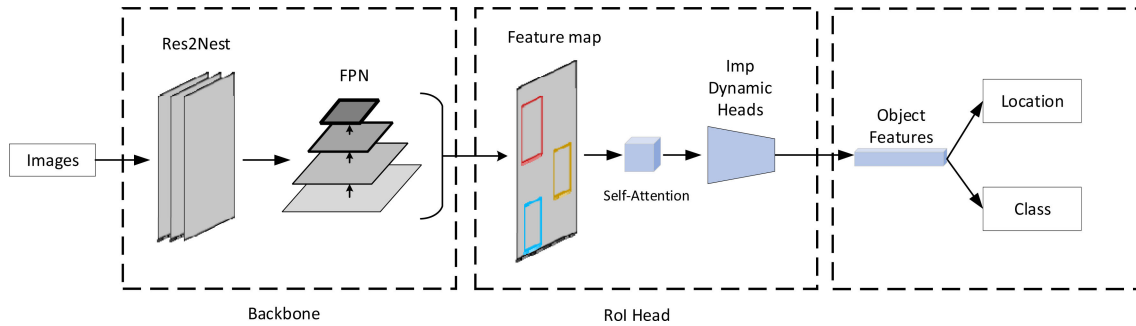 Images
Res2Nest
FPN
Backbone
Feature map
Self-Attention
Imp
Dynamic
Heads
RoI Head
Object
Features
Location
Class